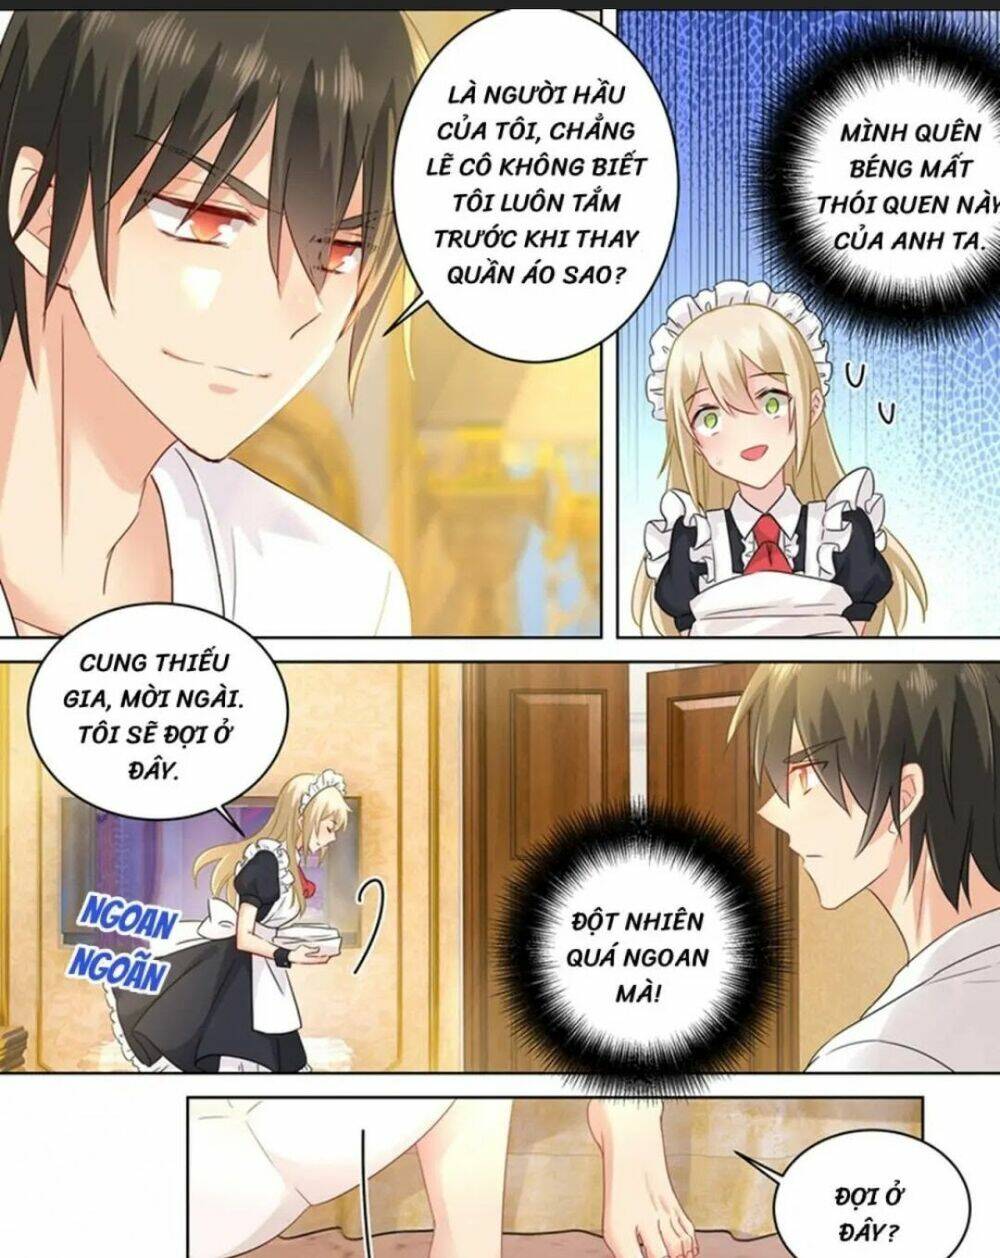 LÀ NGƯỜI HẦU
CỦA TÔI, CHẲNG
LẼ CÔ KHÔNG BIẾT
TÔI LUÔN TẮM
TRƯỚC KHI THAY
QUẦN ÁO SAO?
MÌNH QUÊN
BÉNG MẤT
THÓI QUEN NÀY
CỦA ANH TA.
CUNG THIẾU
GIA, MỜI NGÀI.
TÔI SẼ ĐỢI Ở
ĐÂY.
NGOAN
NGOÃN
ĐỘT NHIÊN
QUÁ NGOAN
MÀ!
ĐỢI Ở
ĐÂY?